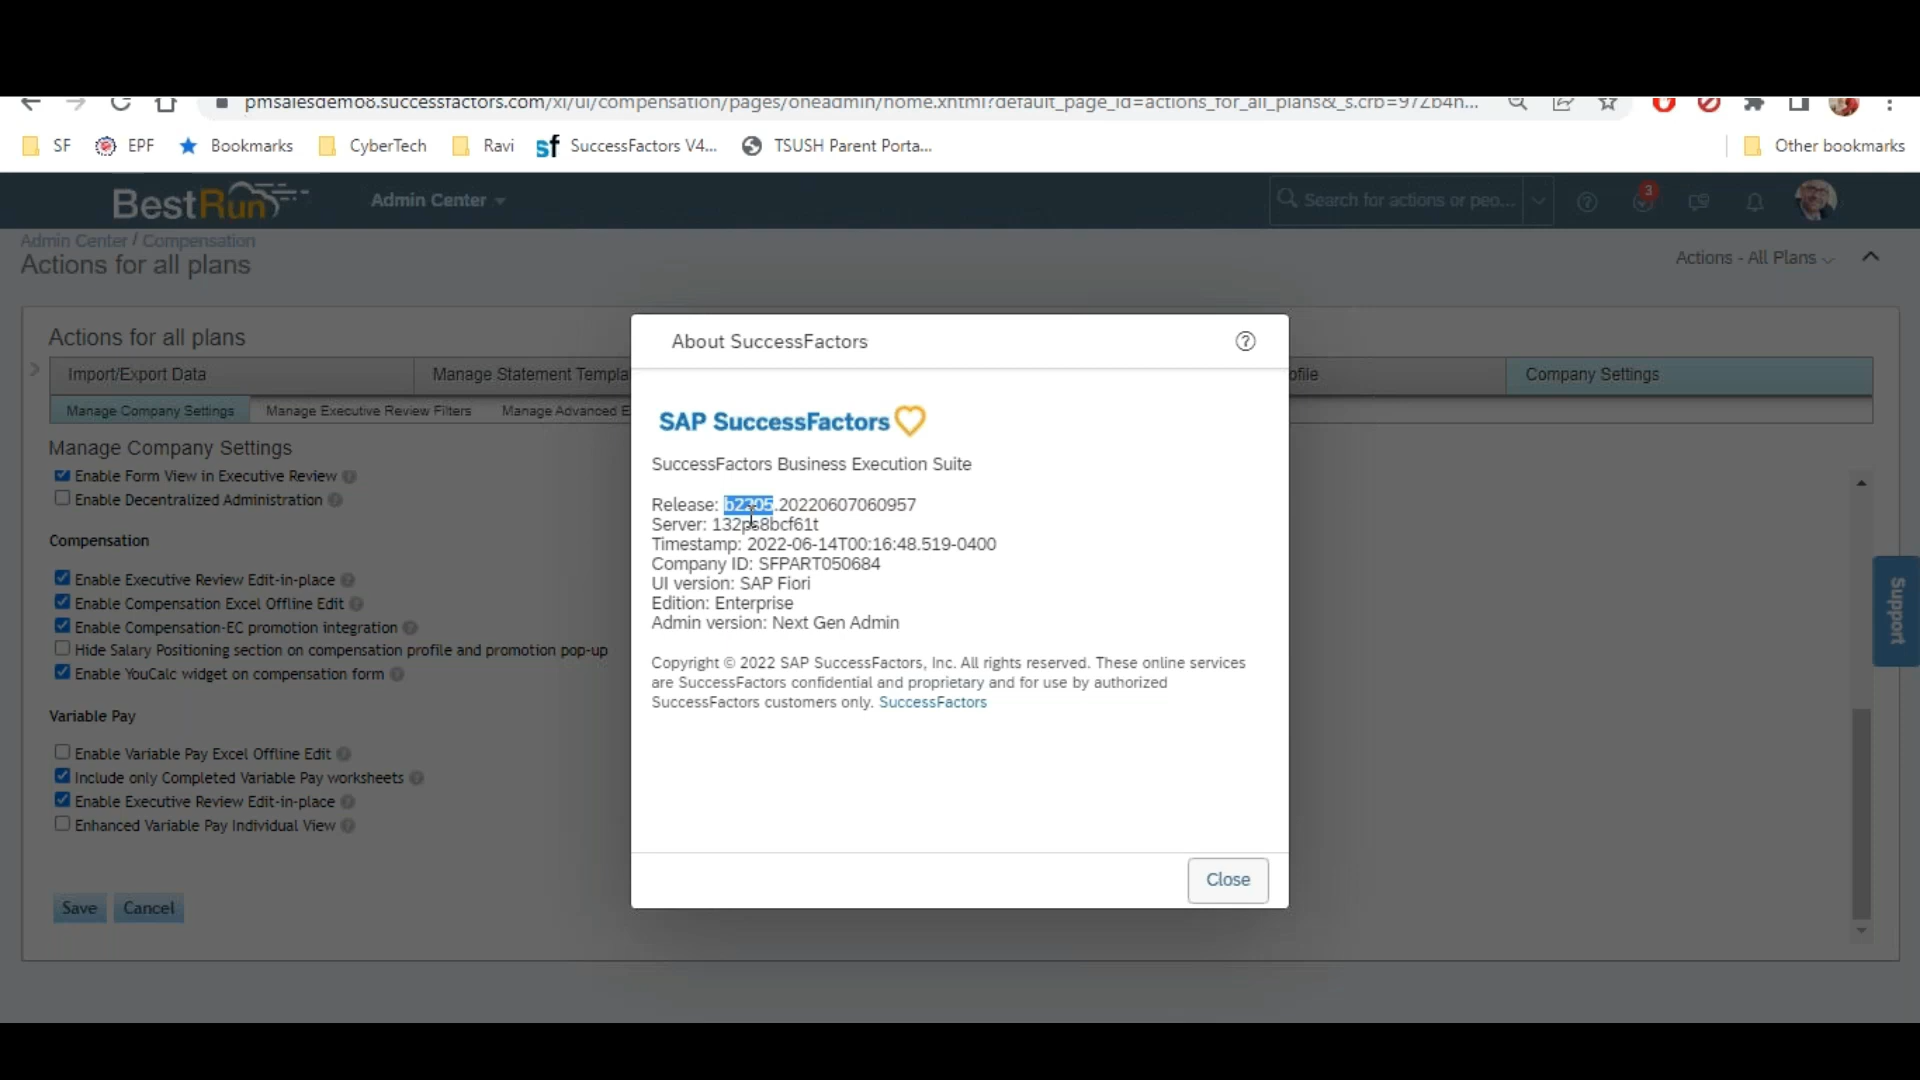 pmsalesdemo8.successfactors.com/xi/ui/compensation/pages/oneadmin/home.xhtml?default_page_id=actions_for_all_plans&_s.crb=97Zb4h...
SF EPF Bookmarks CyberTech Ravi sf SuccessFactors V4... TSUSH Parent Porta... Other bookmarks
BestRun Admin Center Search for actions or peo... 3
Admin Center / Compensation
Actions for all plans Actions - All Plans
Actions for all plans
Import/Export Data Manage Statement Templa ofile Company Settings
Manage Company Settings Manage Executive Review Filters Manage Advanced E
Manage Company Settings
Enable Form View in Executive Review
Enable Decentralized Administration
Compensation
Enable Executive Review Edit-in-place
Enable Compensation Excel Offline Edit
Enable Compensation-EC promotion integration
Hide Salary Positioning section on compensation profile and promotion pop-up
Enable YouCalc widget on compensation form
Variable Pay
Enable Variable Pay Excel Offline Edit
Include only Completed Variable Pay worksheets
Enable Executive Review Edit-in-place
Enhanced Variable Pay Individual View
Save Cancel
About SuccessFactors
SAP SuccessFactors
SuccessFactors Business Execution Suite
Release: b2205.20220607060957
Server: 132ps8bcf61t
Timestamp: 2022-06-14T00:16:48.519-0400
Company ID: SFPART050684
UI version: SAP Fiori
Edition: Enterprise
Admin version: Next Gen Admin
Copyright © 2022 SAP SuccessFactors, Inc. All rights reserved. These online services
are SuccessFactors confidential and proprietary and for use by authorized
SuccessFactors customers only. SuccessFactors
Close
Support